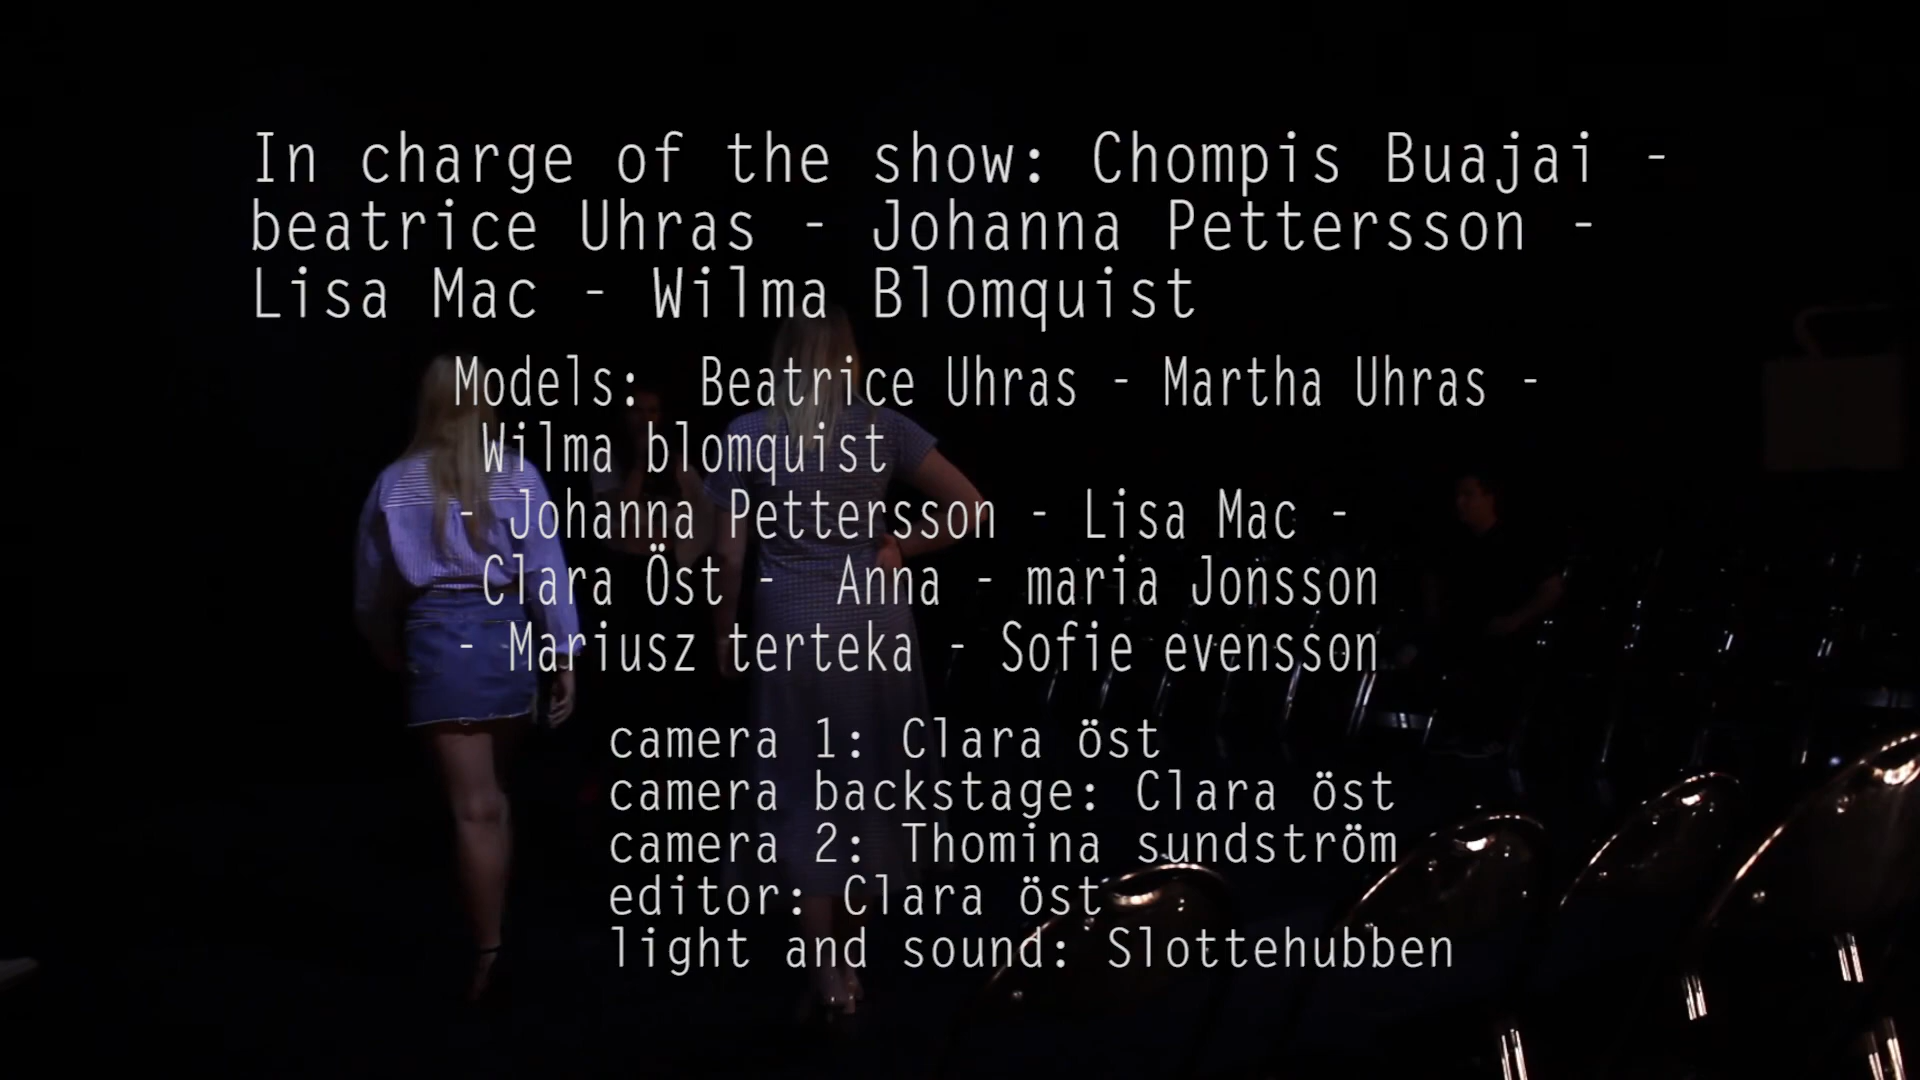 In charge of the show: Chompis Buajai -
beatrice Uhras - Johanna Pettersson -
Lisa Mac - Wilma Blomquist
Models: Beatrice Uhras - Martha Uhras -
Wilma blomquist
- Johanna Pettersson - Lisa Mac -
Clara Öst - Anna - maria Jonsson
- Mariusz terteka - Sofie evensson
camera 1: Clara öst
camera backstage: Clara öst
camera 2: Thomina sundström
editor: Clara öst
light and sound: Slottehubben